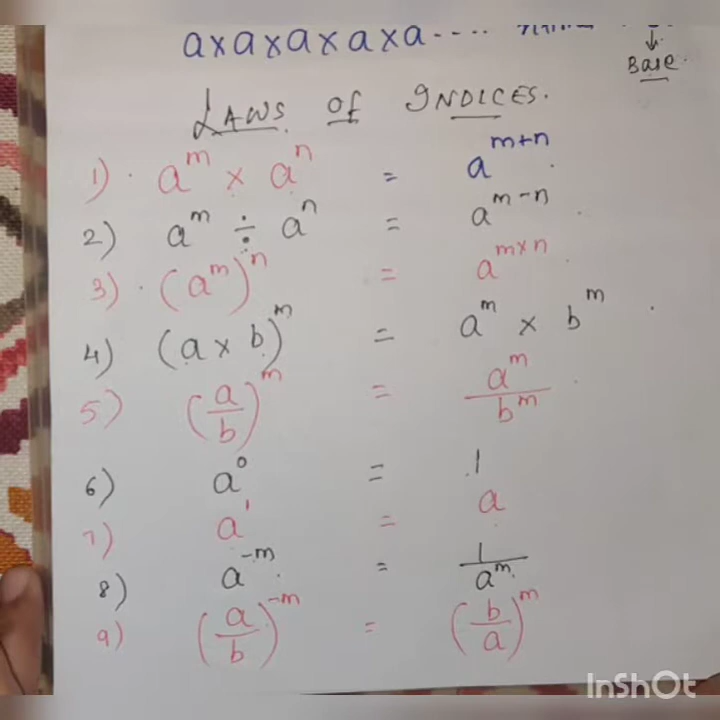 a x a x a x a x a ....
Base.
LAWS OF INDICES.
1) a^m x a^n = a^(m+n)
2) a^m ÷ a^n = a^(m-n)
3) (a^m)^n = a^(m x n)
4) (a x b)^m = a^m x b^m
5) (a/b)^m = a^m/b^m
6) a^0 = 1
7) a^1 = a
8) a^-m = 1/a^m
9) (a/b)^-m = (b/a)^m
InShOt